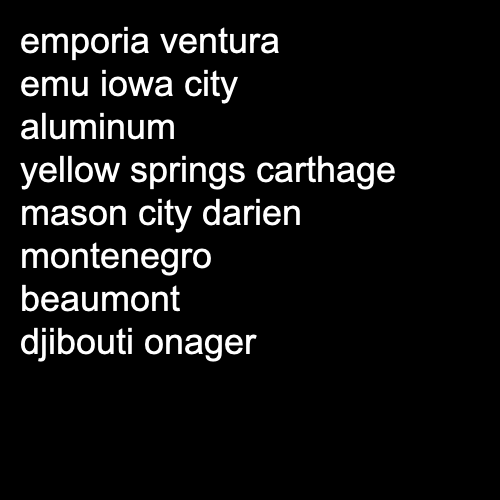 emporia ventura
emu iowa city
aluminum
yellow springs carthage
mason city darien
montenegro
beaumont
djibouti onager